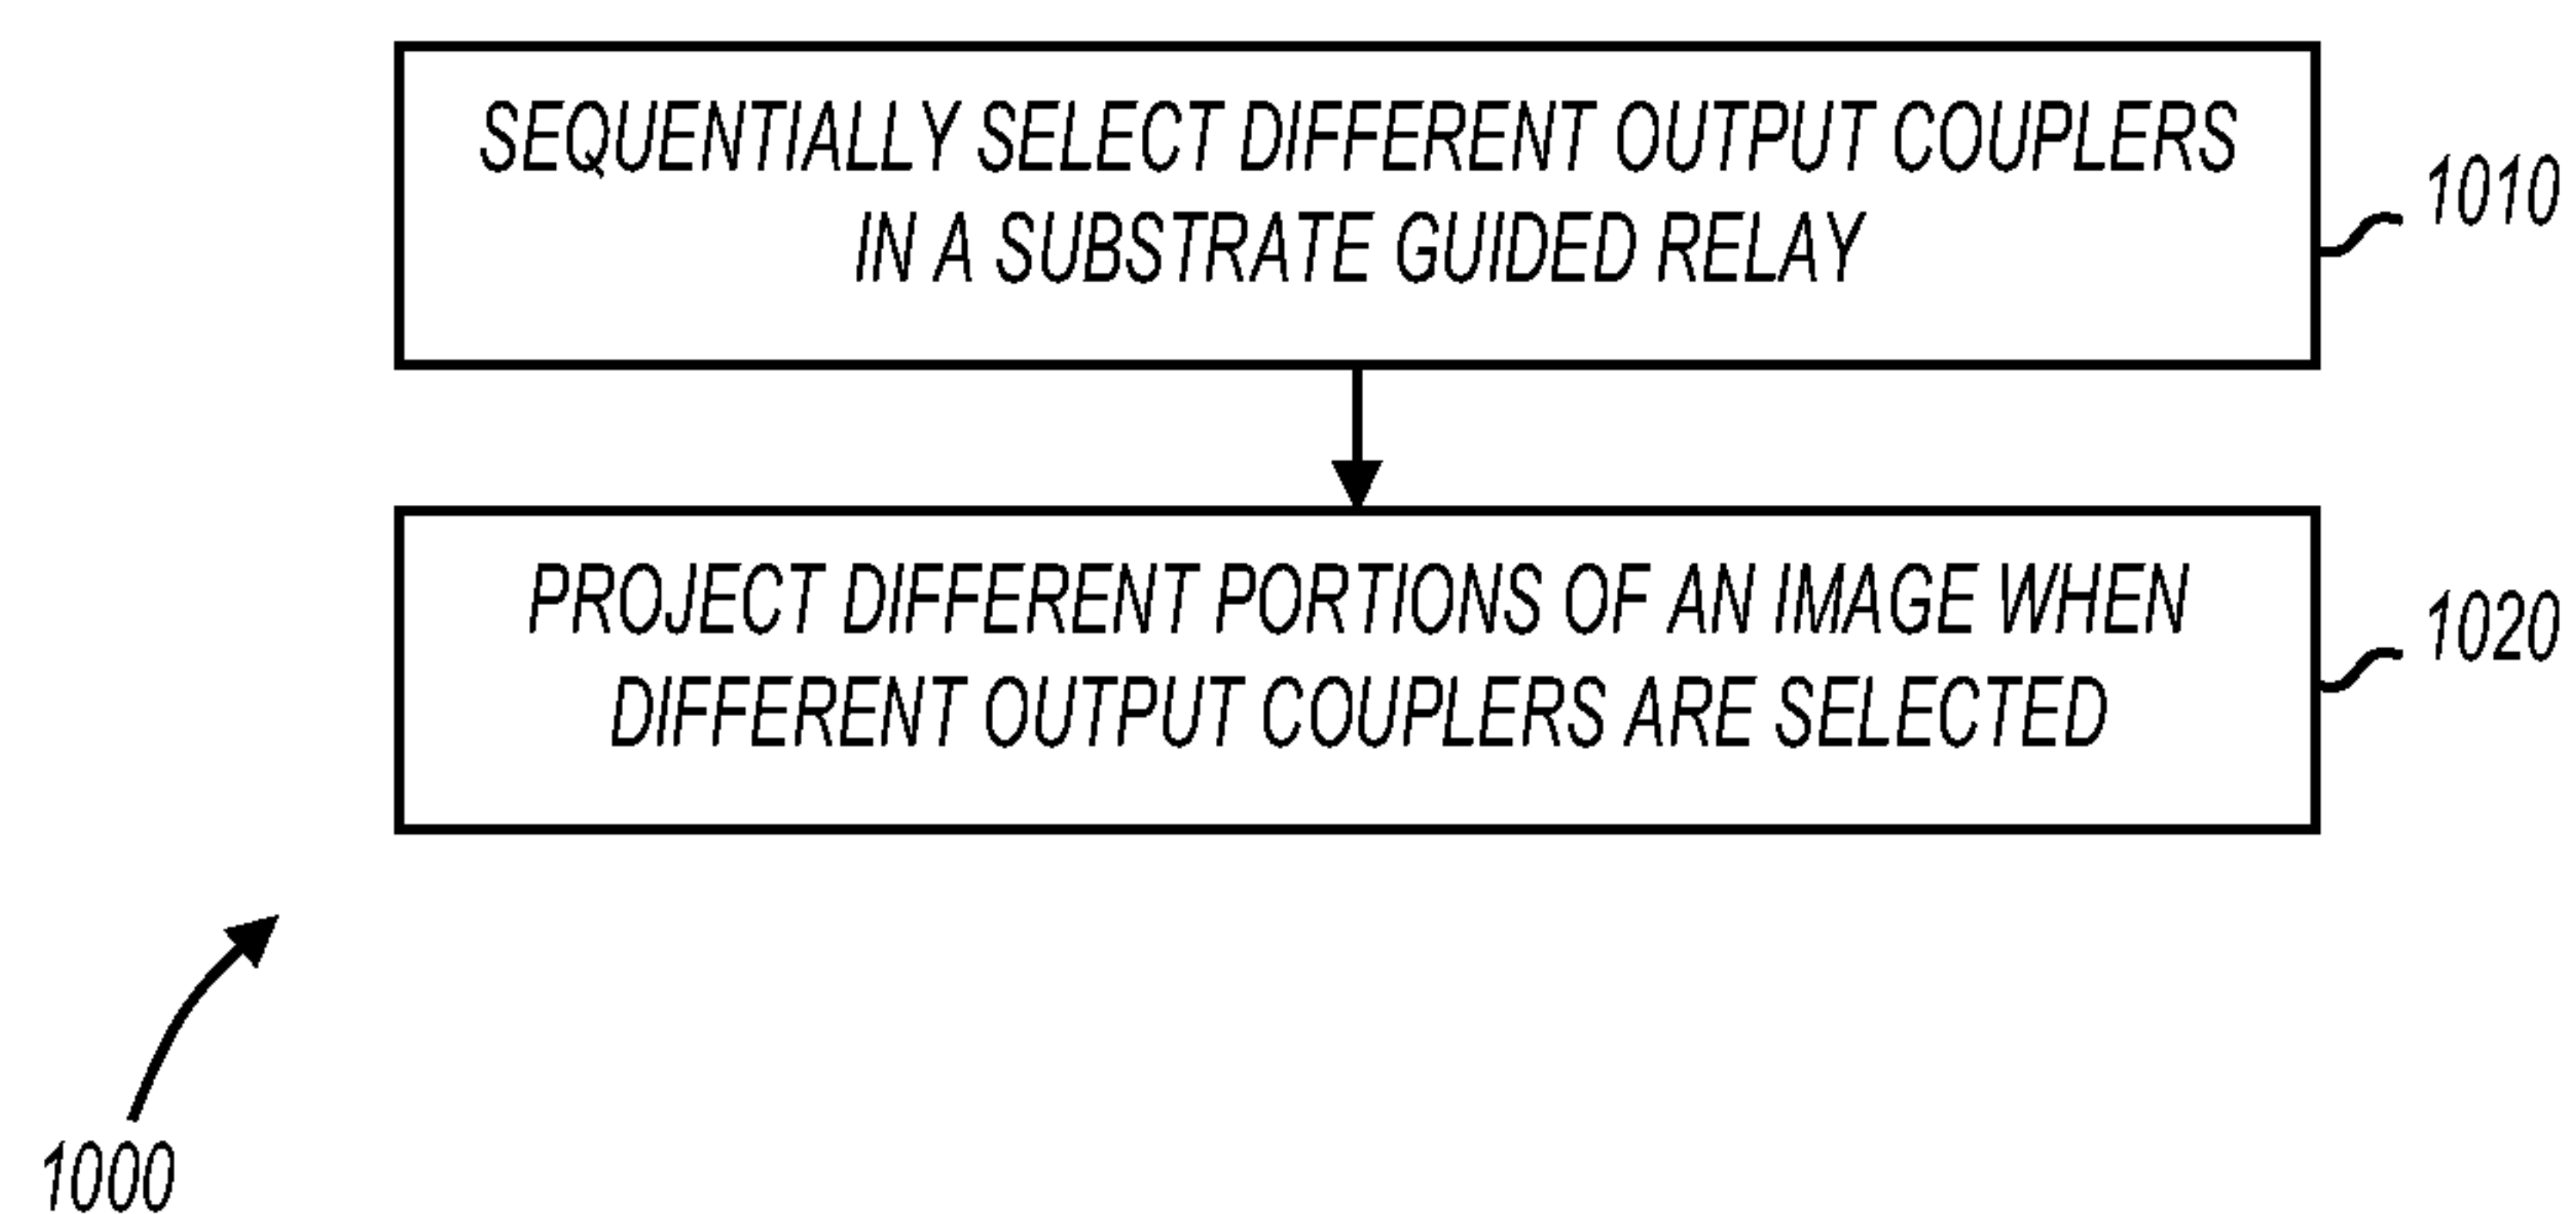 SEQUENTIALLY SELECT DIFFERENT OUTPUT COUPLERS
IN A SUBSTRATE GUIDED RELAY
1010
PROJECT DIFFERENT PORTIONS OF AN IMAGE WHEN
DIFFERENT OUTPUT COUPLERS ARE SELECTED
1020
1000